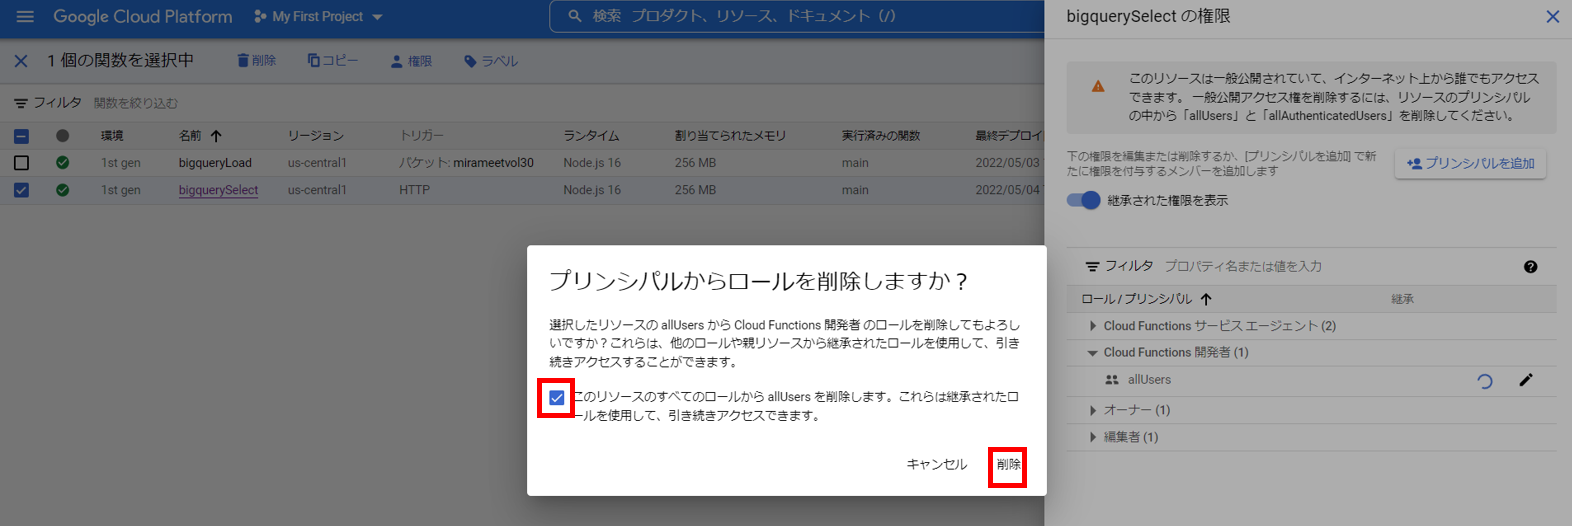 Google Cloud Platform
My First Project
検索 プロダクト、リソース、ドキュメント（/）
1 個の関数を選択中
削除
コピー
権限
ラベル
フィルタ 関数を絞り込む
環境 名前 リージョン トリガー ランタイム 割り当てられたメモリ 実行済みの関数 最終デプロイ
1st gen bigqueryLoad us-central1 バケット: mirameetvol30 Node.js 16 256 MB main 2022/05/03
1st gen bigquerySelect us-central1 HTTP Node.js 16 256 MB main 2022/05/04
プリンシパルからロールを削除しますか？
選択したリソースの allUsers から Cloud Functions 開発者 のロールを削除してもよろし
いですか？これらは、他のロールや親リソースから継承されたロールを使用して、引き
続きアクセスすることができます。
このリソースのすべてのロールから allUsers を削除します。これらは継承されたロ
ールを使用して、引き続きアクセスできます。
キャンセル
削除
bigquerySelect の権限
このリソースは一般公開されていて、インターネット上から誰でもアクセス
できます。 一般公開アクセス権を削除するには、リソースのプリンシパル
の中から「allUsers」と「allAuthenticatedUsers」を削除してください。
下の権限を編集または削除するか、[プリンシパルを追加] で新
たに権限を付与するメンバーを追加します
プリンシパルを追加
継承された権限を表示
フィルタ プロパティ名または値を入力
ロール / プリンシパル 継承
Cloud Functions サービス エージェント (2)
Cloud Functions 開発者 (1)
allUsers
オーナー (1)
編集者 (1)